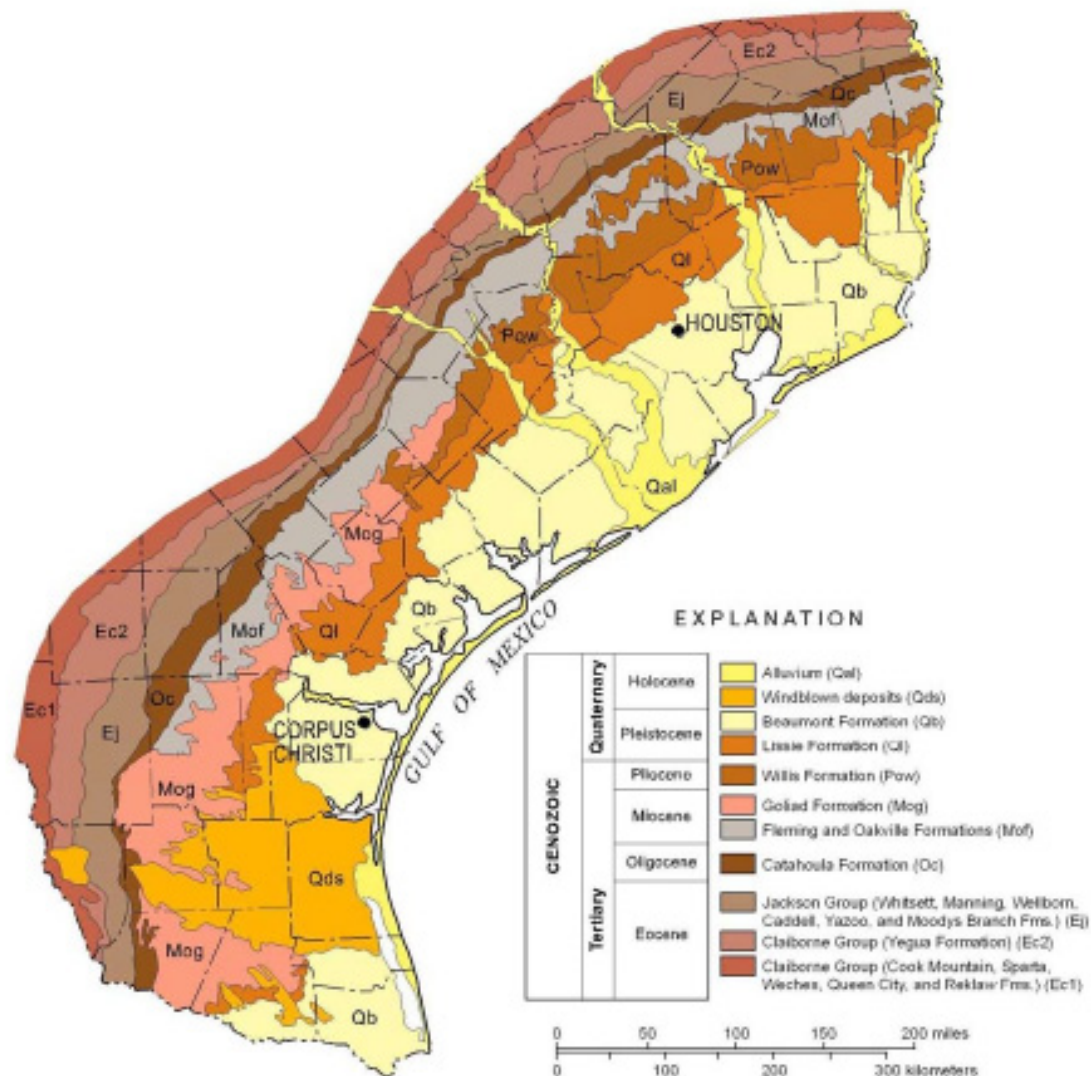 Ec2
Ej
Qc
Mof
Pow
Ql
Qb
HOUSTON
Pow
Qal
Mog
Qb
GULF OF MEXICO
Ec2
Mof
Ql
Ec1
Oc
Ej
CORPUS
CHRISTI
Mog
Qds
Mog
Qb
EXPLANATION
CENOZOIC
Quaternary
Tertiary
Holocene
Pleistocene
Pliocene
Miocene
Oligocene
Eocene
Alluvium (Qal)
Windblown deposits (Qds)
Beaumont Formation (Qb)
Lissie Formation (Ql)
Willis Formation (Pow)
Goliad Formation (Mog)
Fleming and Oakville Formations (Mof)
Catahoula Formation (Oc)
Jackson Group (Whitsett, Manning, Wellborn,
Caddell, Yazoo, and Moodys Branch Fms.) (Ej)
Claiborne Group (Yegua Formation) (Ec2)
Claiborne Group (Cook Mountain, Sparta,
Weches, Queen City, and Reklaw Fms.) (Ec1)
0 50 100 150 200 miles
0 100 200 300 kilometers